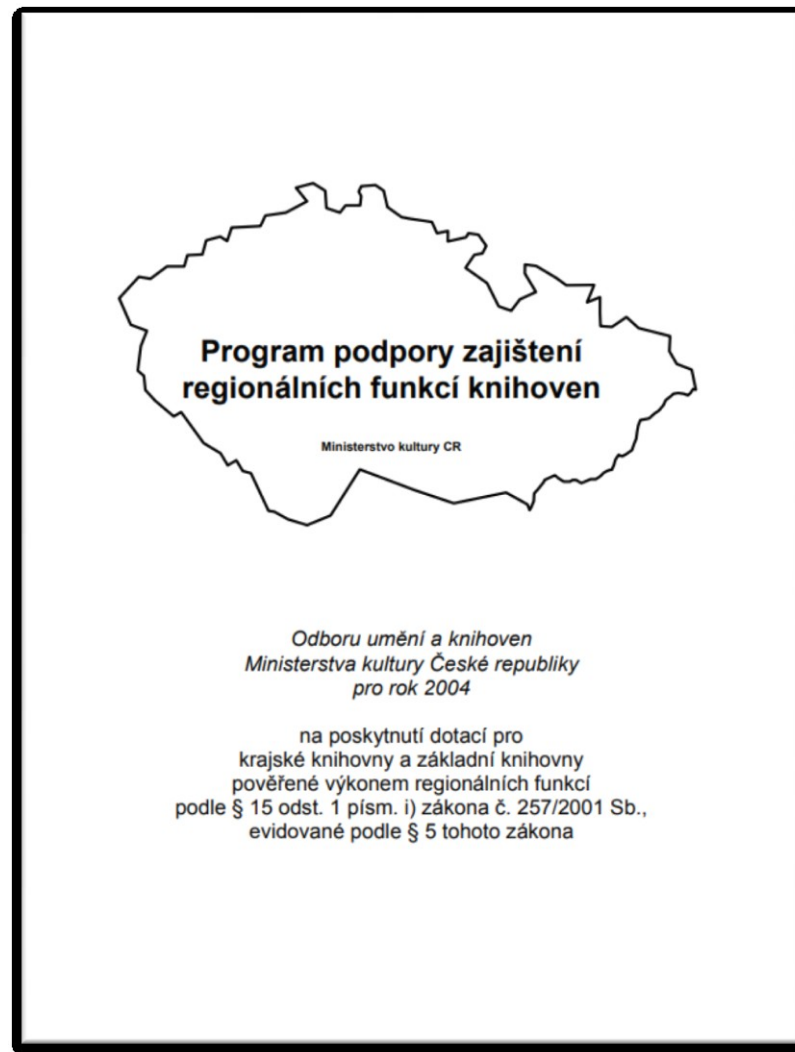 Program podpory zajištení
regionálních funkcí knihoven
Ministerstvo kultury CR
Odboru umění a knihoven
Ministerstva kultury České republiky
pro rok 2004
na poskytnutí dotací pro
krajské knihovny a základní knihovny
pověřené výkonem regionálních funkcí
podle § 15 odst. 1 písm. i) zákona č. 257/2001 Sb.,
evidované podle § 5 tohoto zákona